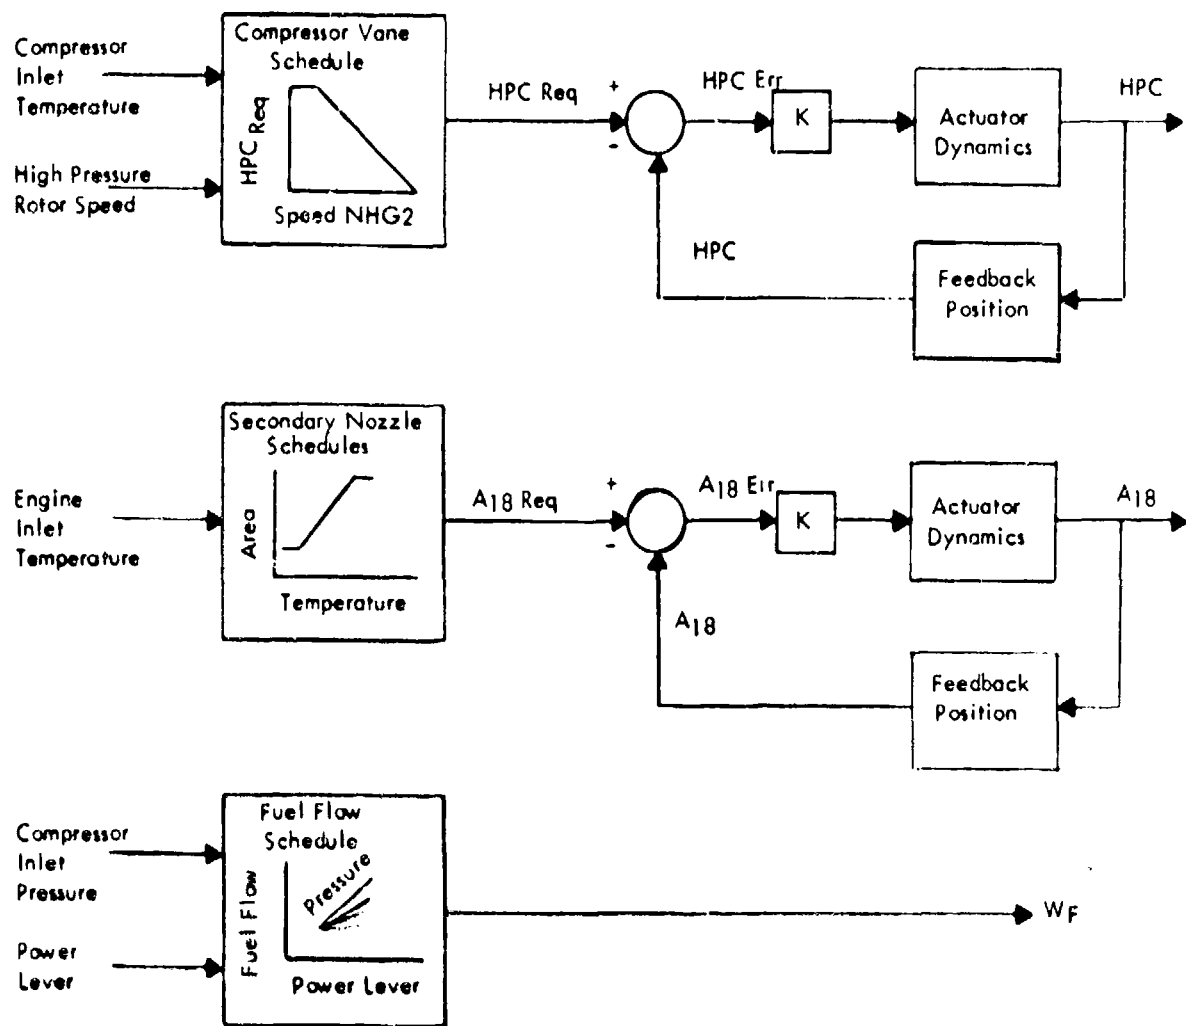 Compressor
Inlet
Temperature
High Pressure
Rotor Speed
Compressor Vane
Schedule
HPC Req
Speed NHG2
HPC Req
+
-
HPC Err
K
Actuator
Dynamics
HPC
HPC
Feedback
Position
Engine
Inlet
Temperature
Secondary Nozzle
Schedules
Area
Temperature
A18 Req
+
-
A18 Err
K
Actuator
Dynamics
A18
A18
Feedback
Position
Compressor
Inlet
Pressure
Power
Lever
Fuel Flow
Schedule
Fuel Flow
Pressure
Power Lever
WF